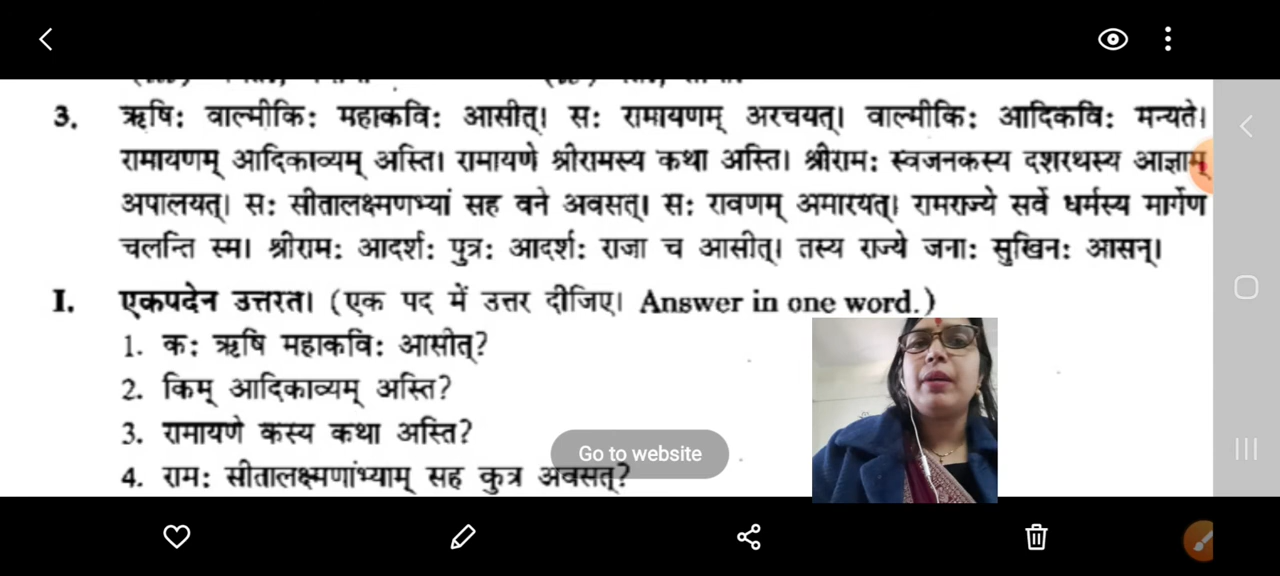 3. ऋषिः वाल्मीकिः महाकविः आसीत्। सः रामायणम् अरचयत्। वाल्मीकिः आदिकविः मन्यते।
रामायणम् आदिकाव्यम् अस्ति। रामायणे श्रीरामस्य कथा अस्ति। श्रीरामः स्वजनकस्य दशरथस्य आज्ञाम्
अपालयत्। सः सीतालक्ष्मणभ्यां सह वने अवसत्। सः रावणम् अमारयत्। रामराज्ये सर्वे धर्मस्य मार्गेण
चलन्ति स्म। श्रीरामः आदर्शः पुत्रः आदर्शः राजा च आसीत्। तस्य राज्ये जनाः सुखिनः आसन्।
I. एकपदेन उत्तरत। (एक पद में उत्तर दीजिए। Answer in one word.)
1. कः ऋषि महाकविः आसीत्?
2. किम् आदिकाव्यम् अस्ति?
3. रामायणे कस्य कथा अस्ति?
Go to website
4. रामः सीतालक्ष्मणांभ्याम् सह कुत्र अवसत्?